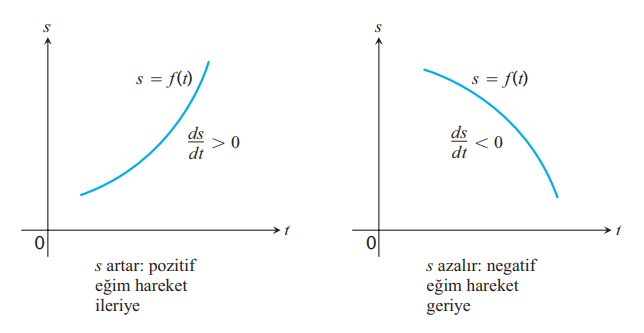 s
s = f(t)
ds/dt > 0
0
t
s artar: pozitif
eğim hareket
ileriye
s
s = f(t)
ds/dt < 0
0
t
s azalır: negatif
eğim hareket
geriye